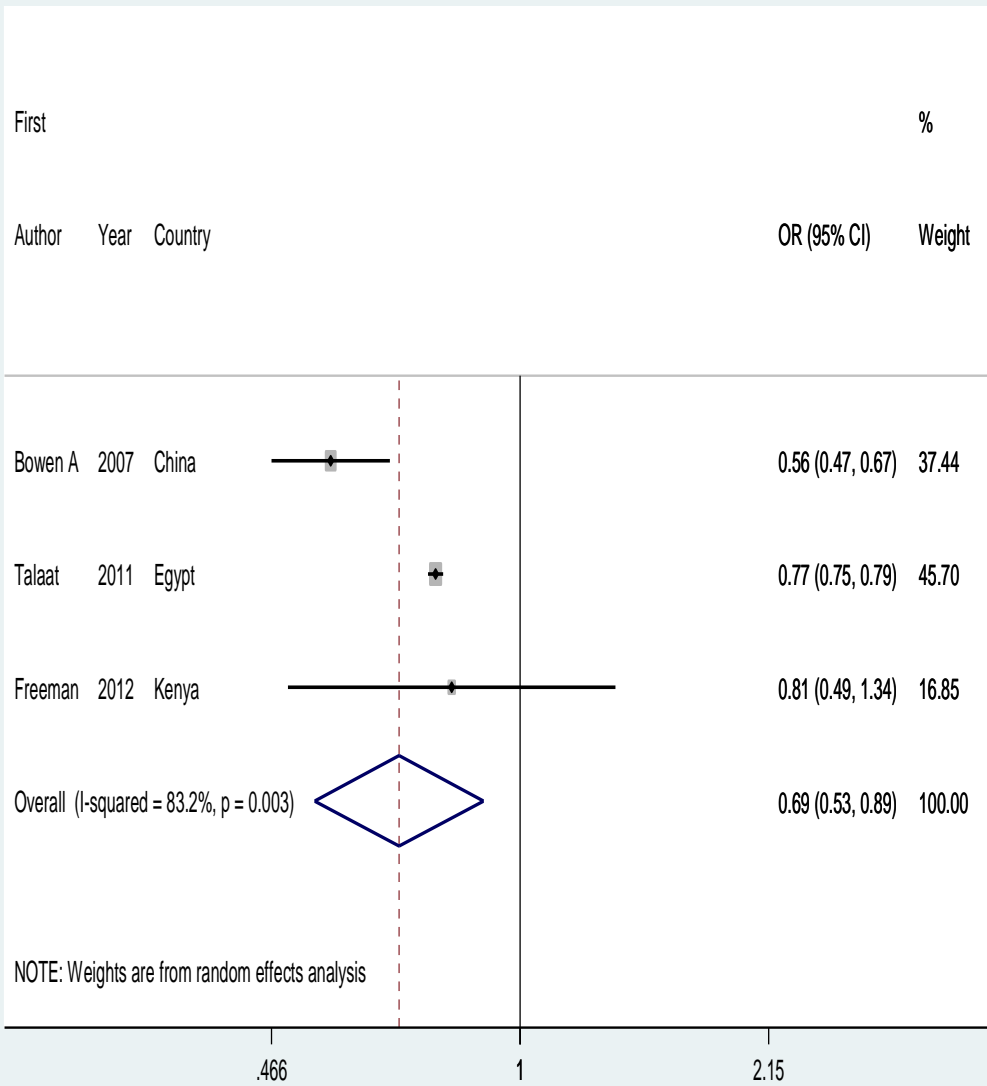 First %
Author Year Country OR (95% CI) Weight
Bowen A 2007 China 0.56 (0.47, 0.67) 37.44
Talaat 2011 Egypt 0.77 (0.75, 0.79) 45.70
Freeman 2012 Kenya 0.81 (0.49, 1.34) 16.85
Overall (I-squared = 83.2%, p = 0.003) 0.69 (0.53, 0.89) 100.00
NOTE: Weights are from random effects analysis
.466 1 2.15